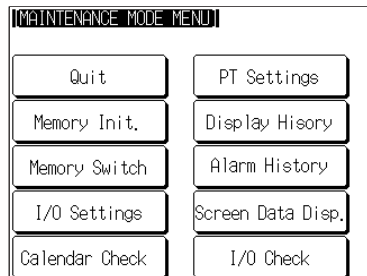 [MAINTENANCE MODE MENU]
Quit
PT Settings
Memory Init.
Display Hisory
Memory Switch
Alarm History
I/O Settings
Screen Data Disp.
Calendar Check
I/O Check